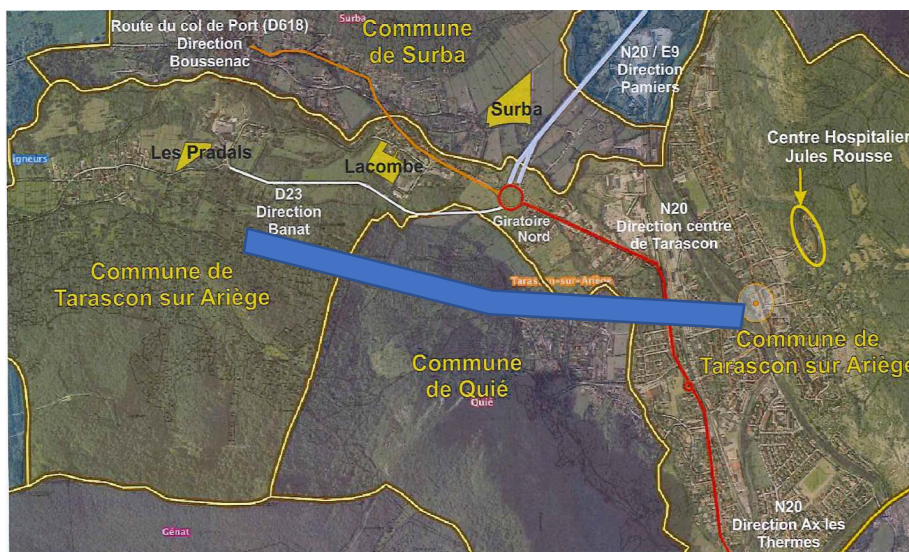 Surba
Route du col de Port (D618)
Direction
Boussenac
Commune
de Surba
N20 / E9
Direction
Pamiers
Surba
Centre Hospitalier
Jules Rousse
igneurs
Les Pradals
Lacombe
D23
Direction
Banat
Giratoire
Nord
N20
Direction centre
de Tarascon
Commune de
Tarascon sur Ariège
Tarascon-sur-Ariège
Commune de
Tarascon sur Ariège
Commune
de Quié
Quié
N20
Direction Ax les
Thermes
Génat